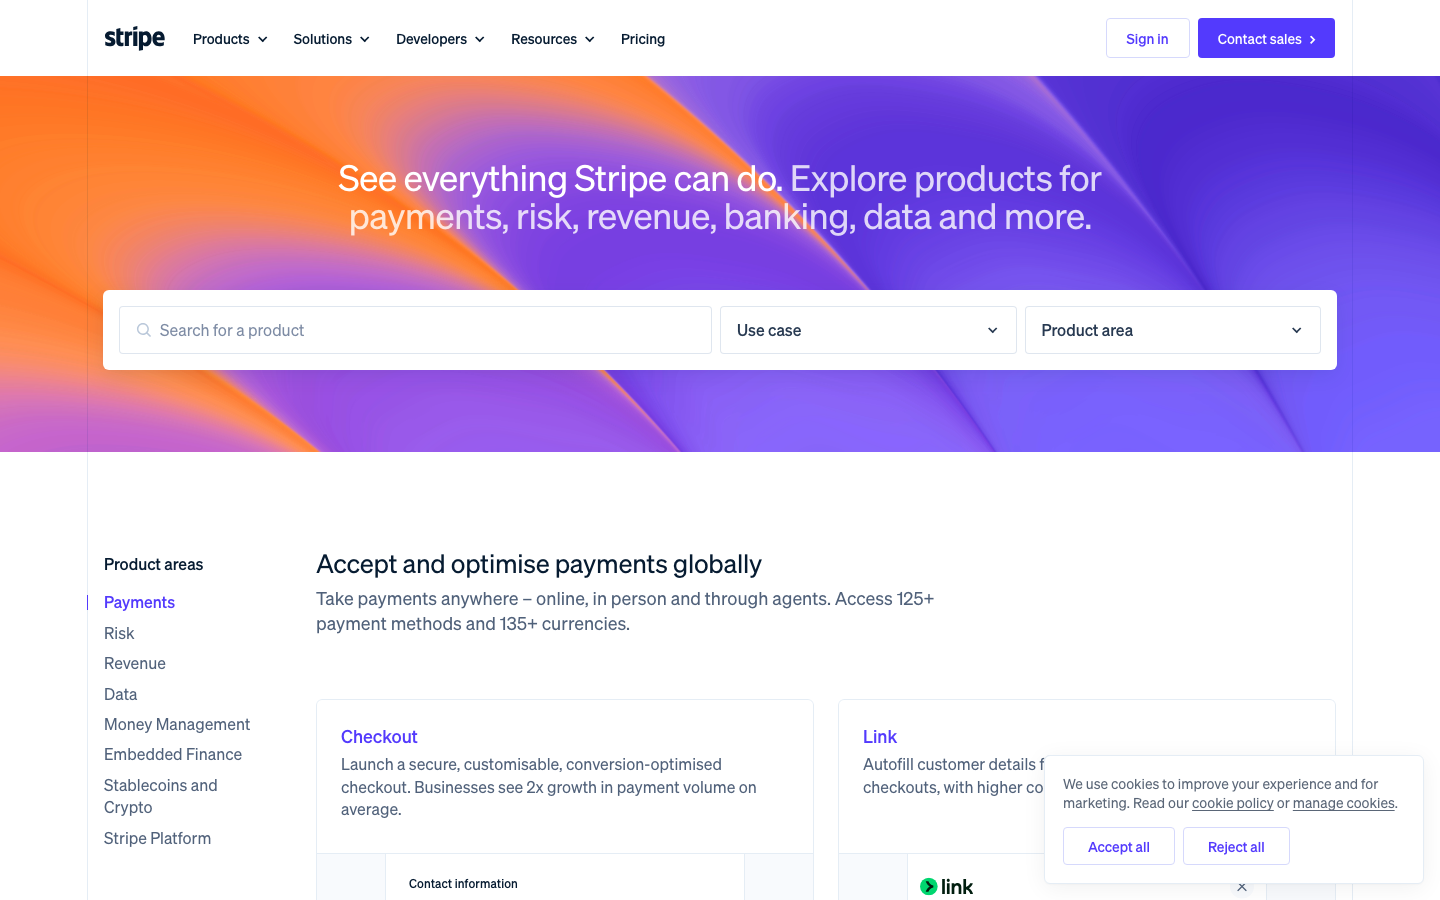 stripe
Products
Solutions
Developers
Resources
Pricing
Sign in
Contact sales
See everything Stripe can do. Explore products for
payments, risk, revenue, banking, data and more.
Search for a product
Use case
Product area
Product areas
Payments
Risk
Revenue
Data
Money Management
Embedded Finance
Stablecoins and
Crypto
Stripe Platform
Accept and optimise payments globally
Take payments anywhere – online, in person and through agents. Access 125+
payment methods and 135+ currencies.
Checkout
Launch a secure, customisable, conversion-optimised
checkout. Businesses see 2x growth in payment volume on
average.
Contact information
Link
Autofill customer details
checkouts, with higher
link
We use cookies to improve your experience and for
marketing. Read our cookie policy or manage cookies.
Accept all
Reject all